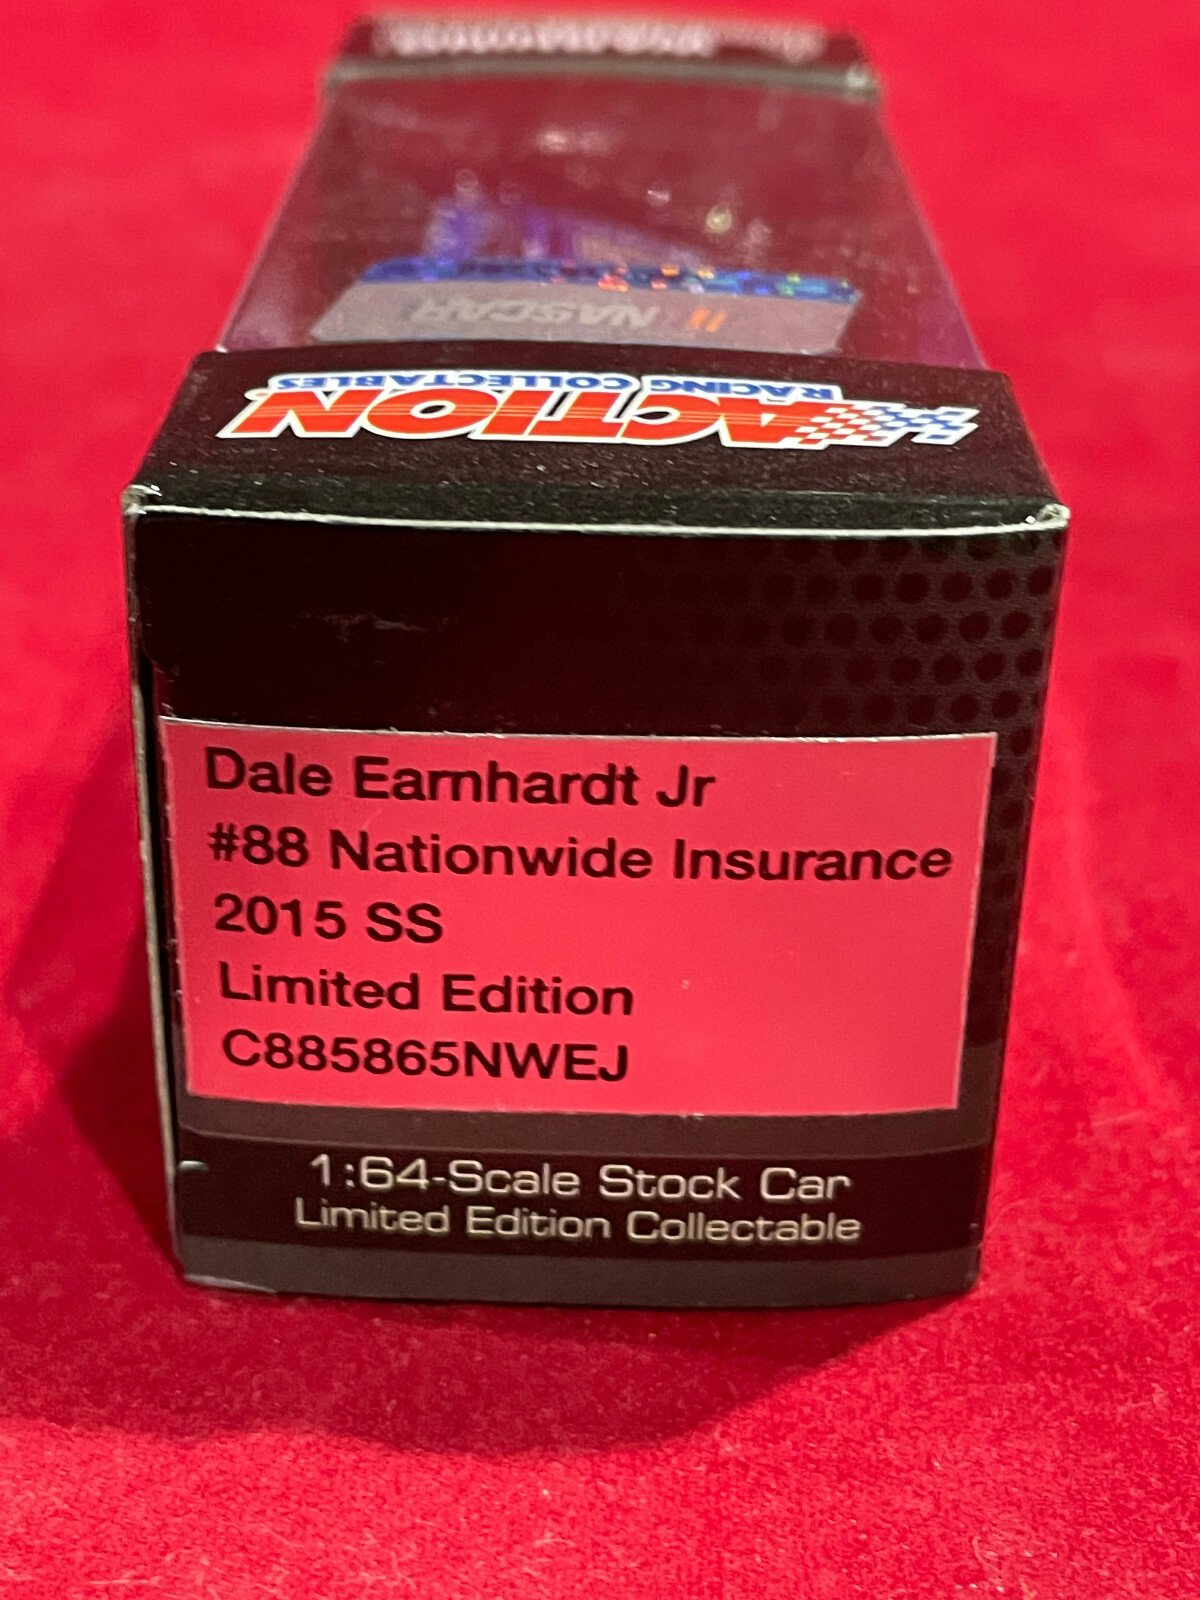 NASCAR
ACTION
RACING COLLECTABLES
Dale Earnhardt Jr
#88 Nationwide Insurance
2015 SS
Limited Edition
C885865NWEJ
1:64-Scale Stock Car
Limited Edition Collectable